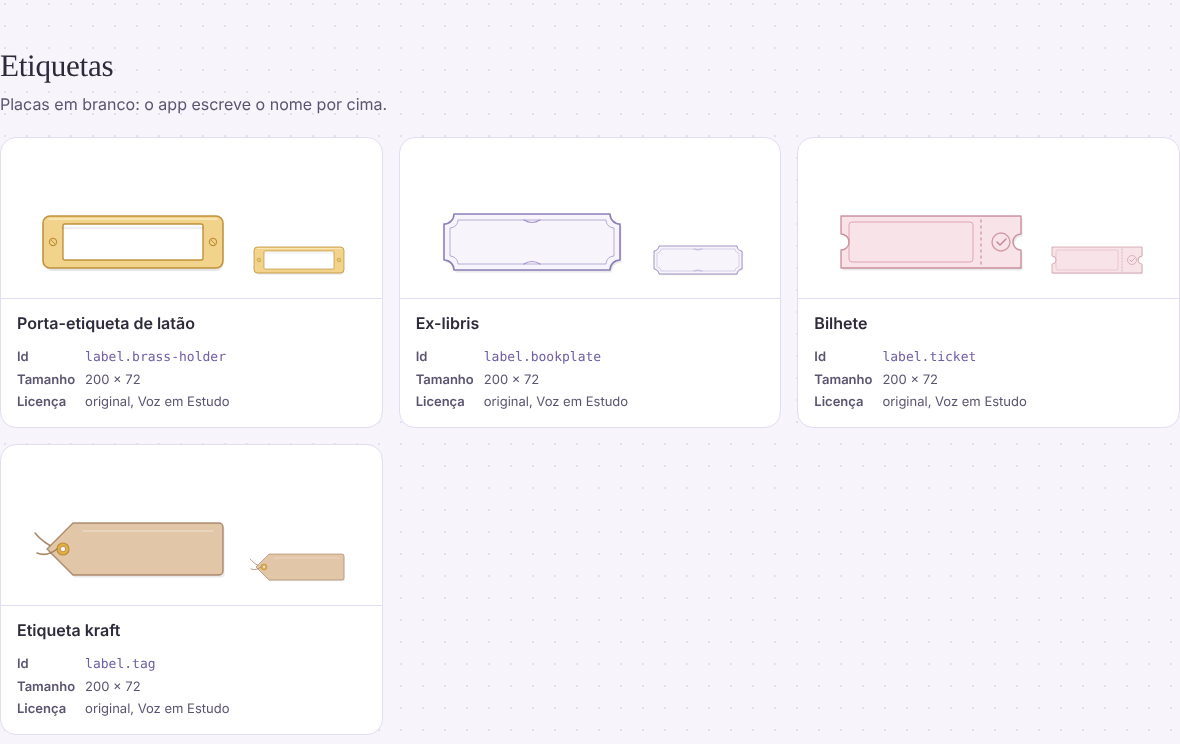 Etiquetas
Placas em branco: o app escreve o nome por cima.
Porta-etiqueta de latão
Id label.brass-holder
Tamanho 200 × 72
Licença original, Voz em Estudo
Ex-libris
Id label.bookplate
Tamanho 200 × 72
Licença original, Voz em Estudo
Bilhete
Id label.ticket
Tamanho 200 × 72
Licença original, Voz em Estudo
Etiqueta kraft
Id label.tag
Tamanho 200 × 72
Licença original, Voz em Estudo